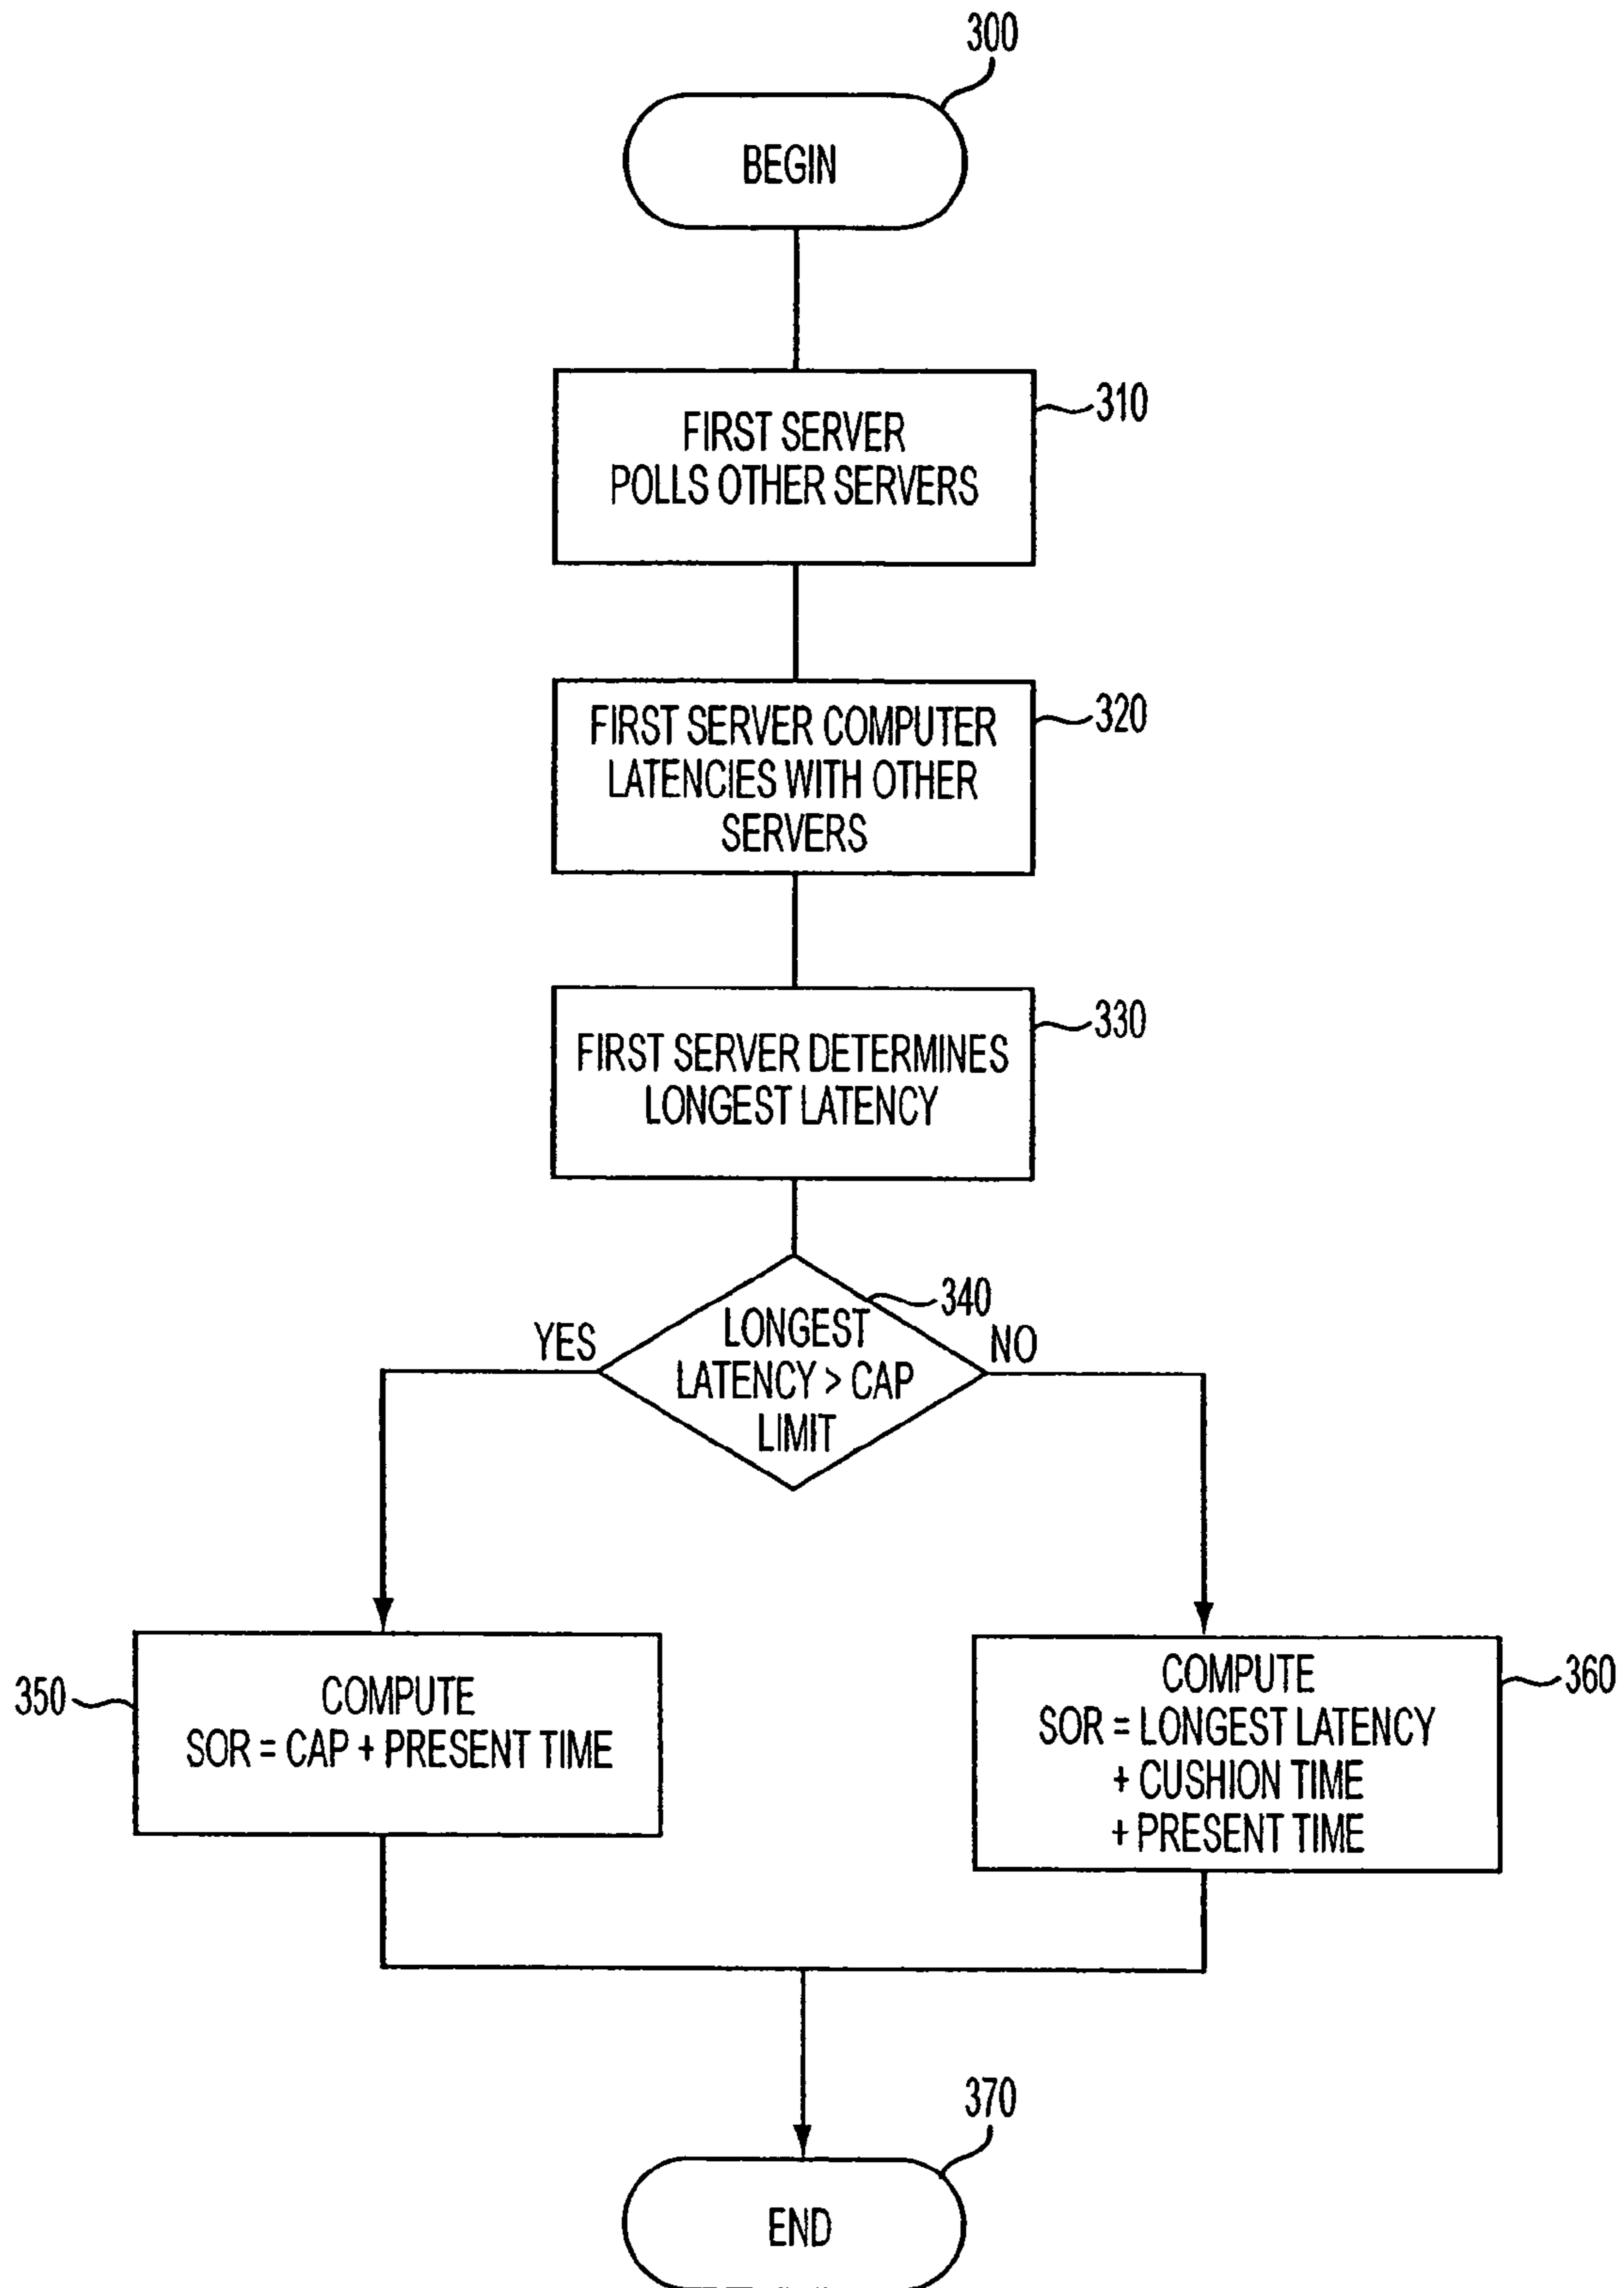 300
BEGIN
310
FIRST SERVER
POLLS OTHER SERVERS
320
FIRST SERVER COMPUTER
LATENCIES WITH OTHER
SERVERS
330
FIRST SERVER DETERMINES
LONGEST LATENCY
340
YES
LONGEST
LATENCY > CAP
LIMIT
NO
350
COMPUTE
SOR = CAP + PRESENT TIME
360
COMPUTE
SOR = LONGEST LATENCY
+ CUSHION TIME
+ PRESENT TIME
370
END